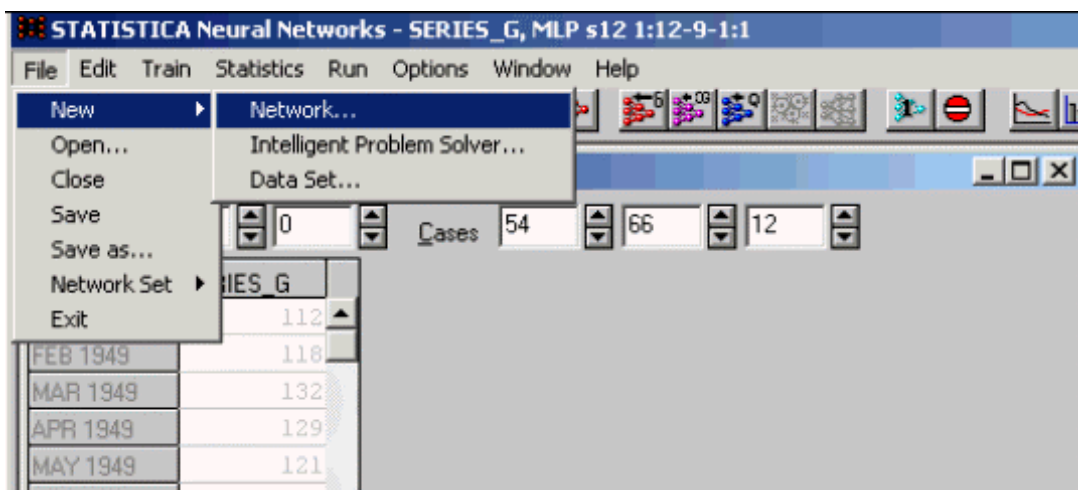 STATISTICA Neural Networks - SERIES_G, MLP s12 1:12-9-1:1
File Edit Train Statistics Run Options Window Help
New
Network...
Open...
Intelligent Problem Solver...
Close
Data Set...
Save
0 Cases 54 66 12
Save as...
Network Set
RIES_G
Exit
112
FEB 1949 118
MAR 1949 132
APR 1949 129
MAY 1949 121